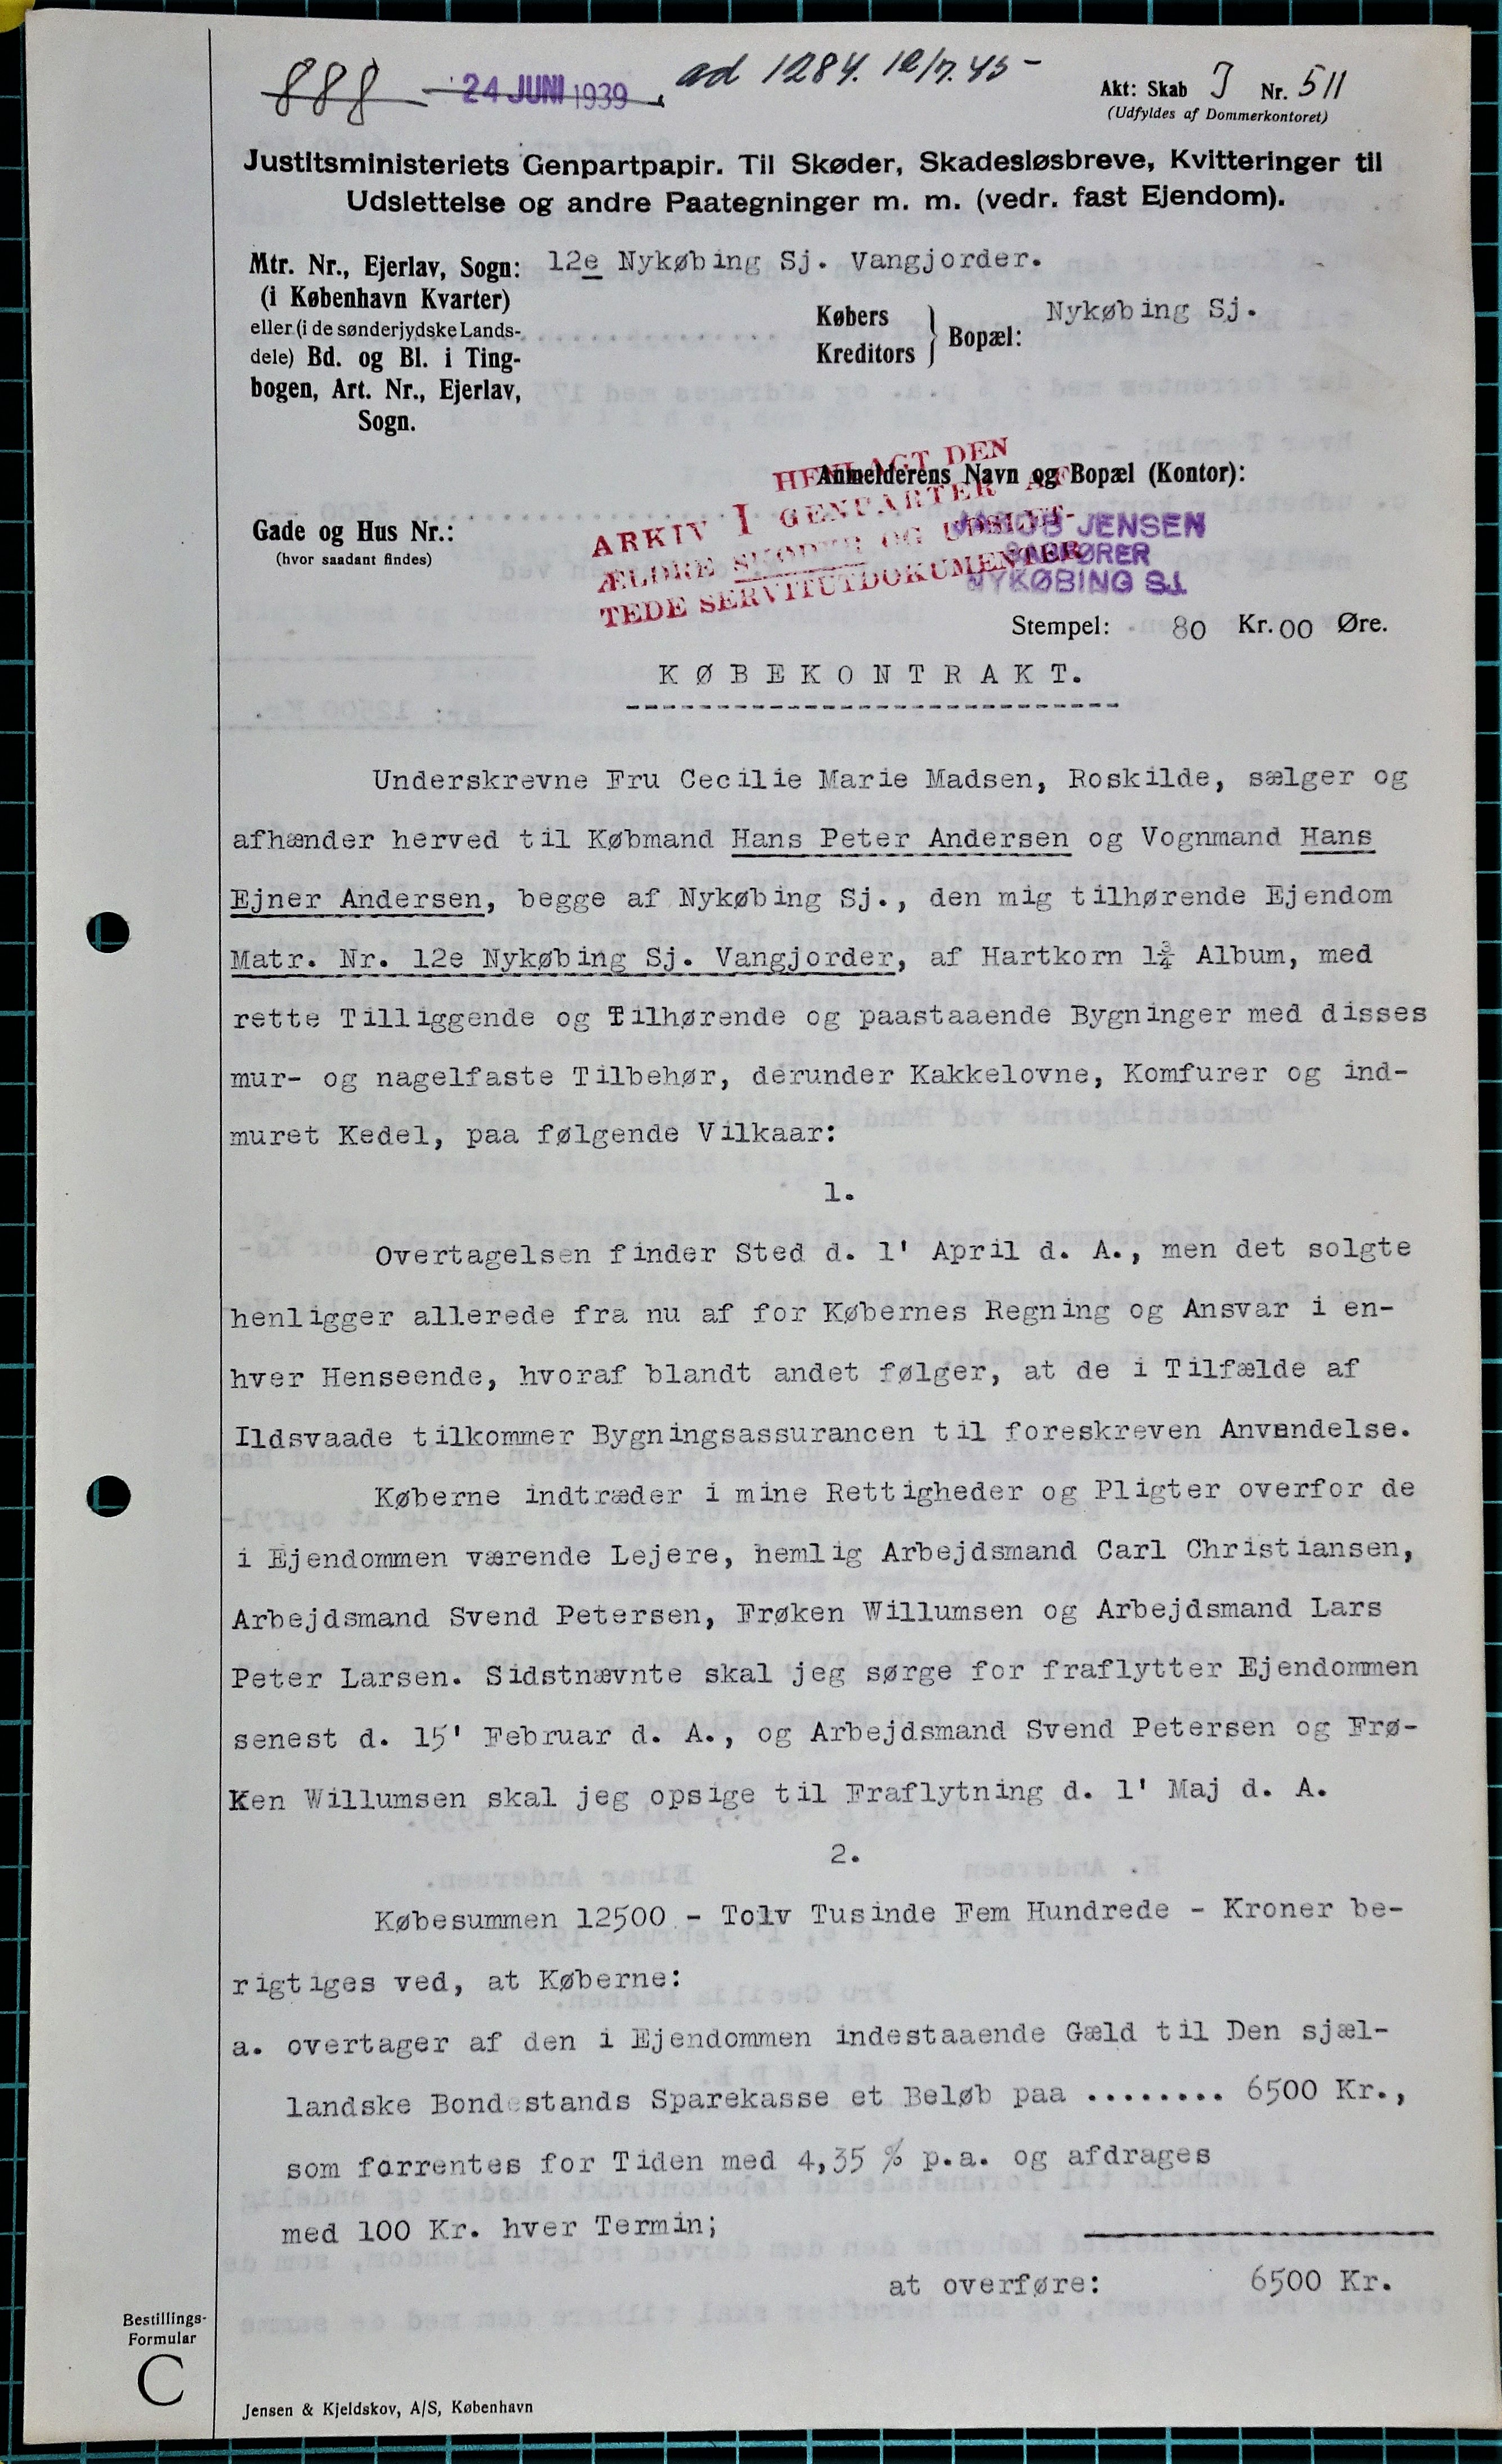 888 - 24 JUNI 1939, ad 1284. 12/7.45 -
Akt: Skab I Nr. 511
(Udfyldes af Dommerkontoret)
Justitsministeriets Genpartpapir. Til Skøder, Skadesløsbreve, Kvitteringer til
Udslettelse og andre Paategninger m. m. (vedr. fast Ejendom).
Mtr. Nr., Ejerlav, Sogn: 12e Nykøbing Sj. Vangjorder.
(i København Kvarter)
eller (i de sønderjydske Lands-
dele) Bd. og Bl. i Ting-
bogen, Art. Nr., Ejerlav,
Sogn.
Købers
Kreditors } Bopæl: Nykøbing Sj.
HENLAGT DEN
ARKIV I GENPARTER AF
ÆLDRE SKØDER OG UDSLET-
TEDE SERVITUTDOKUMENTER
Anmelderens Navn og Bopæl (Kontor):
Gade og Hus Nr.:
(hvor saadant findes)
JAKOB JENSEN
SAGFØRER
NYKØBING SJ.
Stempel: 80 Kr. 00 Øre.
KØBEKONTRAKT.
Underskrevne Fru Cecilie Marie Madsen, Roskilde, sælger og
afhænder herved til Købmand Hans Peter Andersen og Vognmand Hans
Ejner Andersen, begge af Nykøbing Sj., den mig tilhørende Ejendom
Matr. Nr. 12e Nykøbing Sj. Vangjorder, af Hartkorn 1¾ Album, med
rette Tilliggende og Tilhørende og paastaaende Bygninger med disses
mur- og nagelfaste Tilbehør, derunder Kakkelovne, Komfurer og ind-
muret Kedel, paa følgende Vilkaar:
1.
Overtagelsen finder Sted d. 1' April d. A., men det solgte
henligger allerede fra nu af for Købernes Regning og Ansvar i en-
hver Henseende, hvoraf blandt andet følger, at de i Tilfælde af
Ildsvaade tilkommer Bygningsassurancen til foreskreven Anvendelse.
Køberne indtræder i mine Rettigheder og Pligter overfor de
i Ejendommen værende Lejere, hemlig Arbejdsmand Carl Christiansen,
Arbejdsmand Svend Petersen, Frøken Willumsen og Arbejdsmand Lars
Peter Larsen. Sidstnævnte skal jeg sørge for fraflytter Ejendommen
senest d. 15' Februar d. A., og Arbejdsmand Svend Petersen og Frø-
Ken Willumsen skal jeg opsige til Fraflytning d. 1' Maj d. A.
2.
Købesummen 12500 - Tolv Tusinde Fem Hundrede - Kroner be-
rigtiges ved, at Køberne:
a. overtager af den i Ejendommen indestaaende Gæld til Den sjæl-
landske Bondestands Sparekasse et Beløb paa ........ 6500 Kr.,
som forrentes for Tiden med 4,35 % p.a. og afdrages
med 100 Kr. hver Termin;
at overføre: 6500 Kr.
Bestillings-
Formular
C
Jensen & Kjeldskov, A/S, København